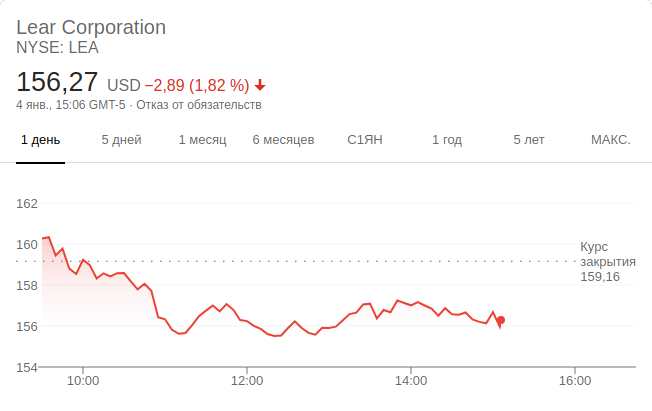 Lear Corporation
NYSE: LEA
156,27 USD −2,89 (1,82 %)
4 янв., 15:06 GMT-5 · Отказ от обязательств
1 день 5 дней 1 месяц 6 месяцев С1ЯН 1 год 5 лет МАКС.
162
160
158
156
154
Курс
закрытия
159,16
10:00 12:00 14:00 16:00